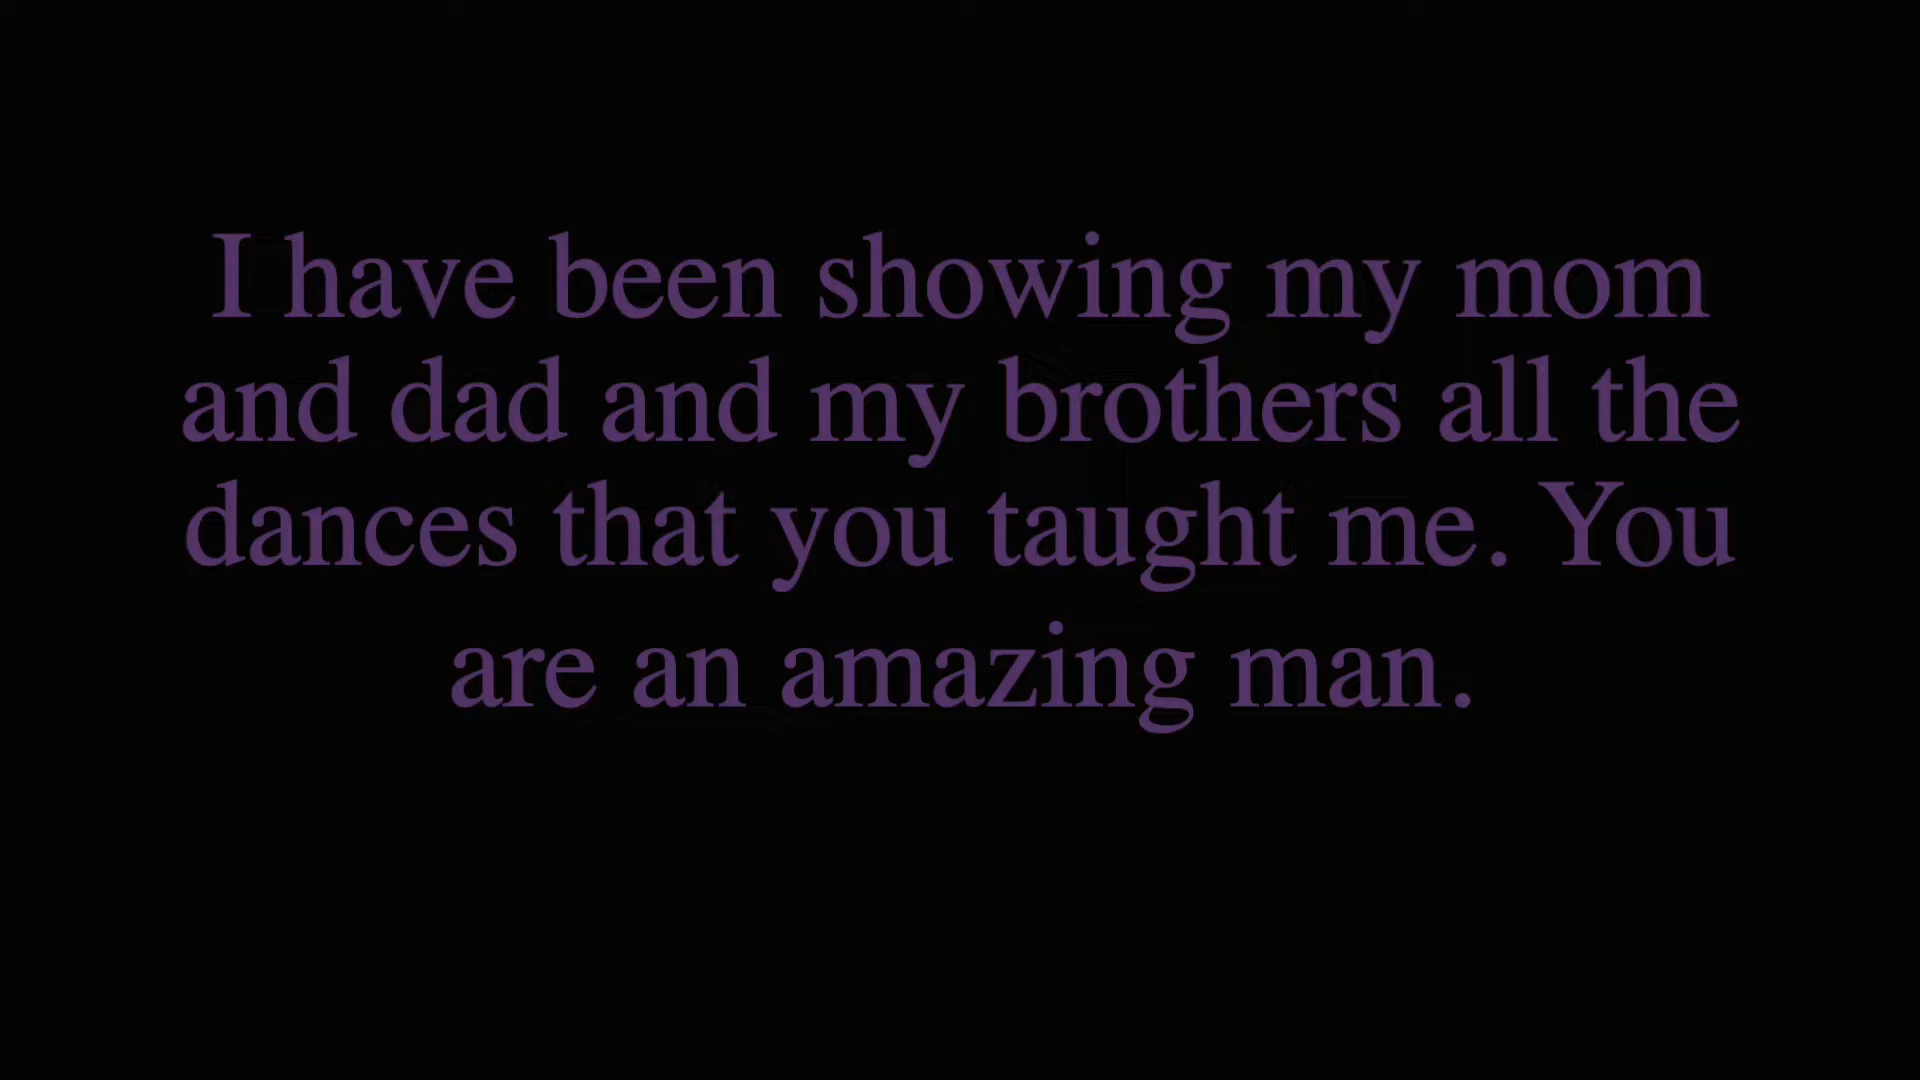 I have been showing my mom
and dad and my brothers all the
dances that you taught me. You
are an amazing man.